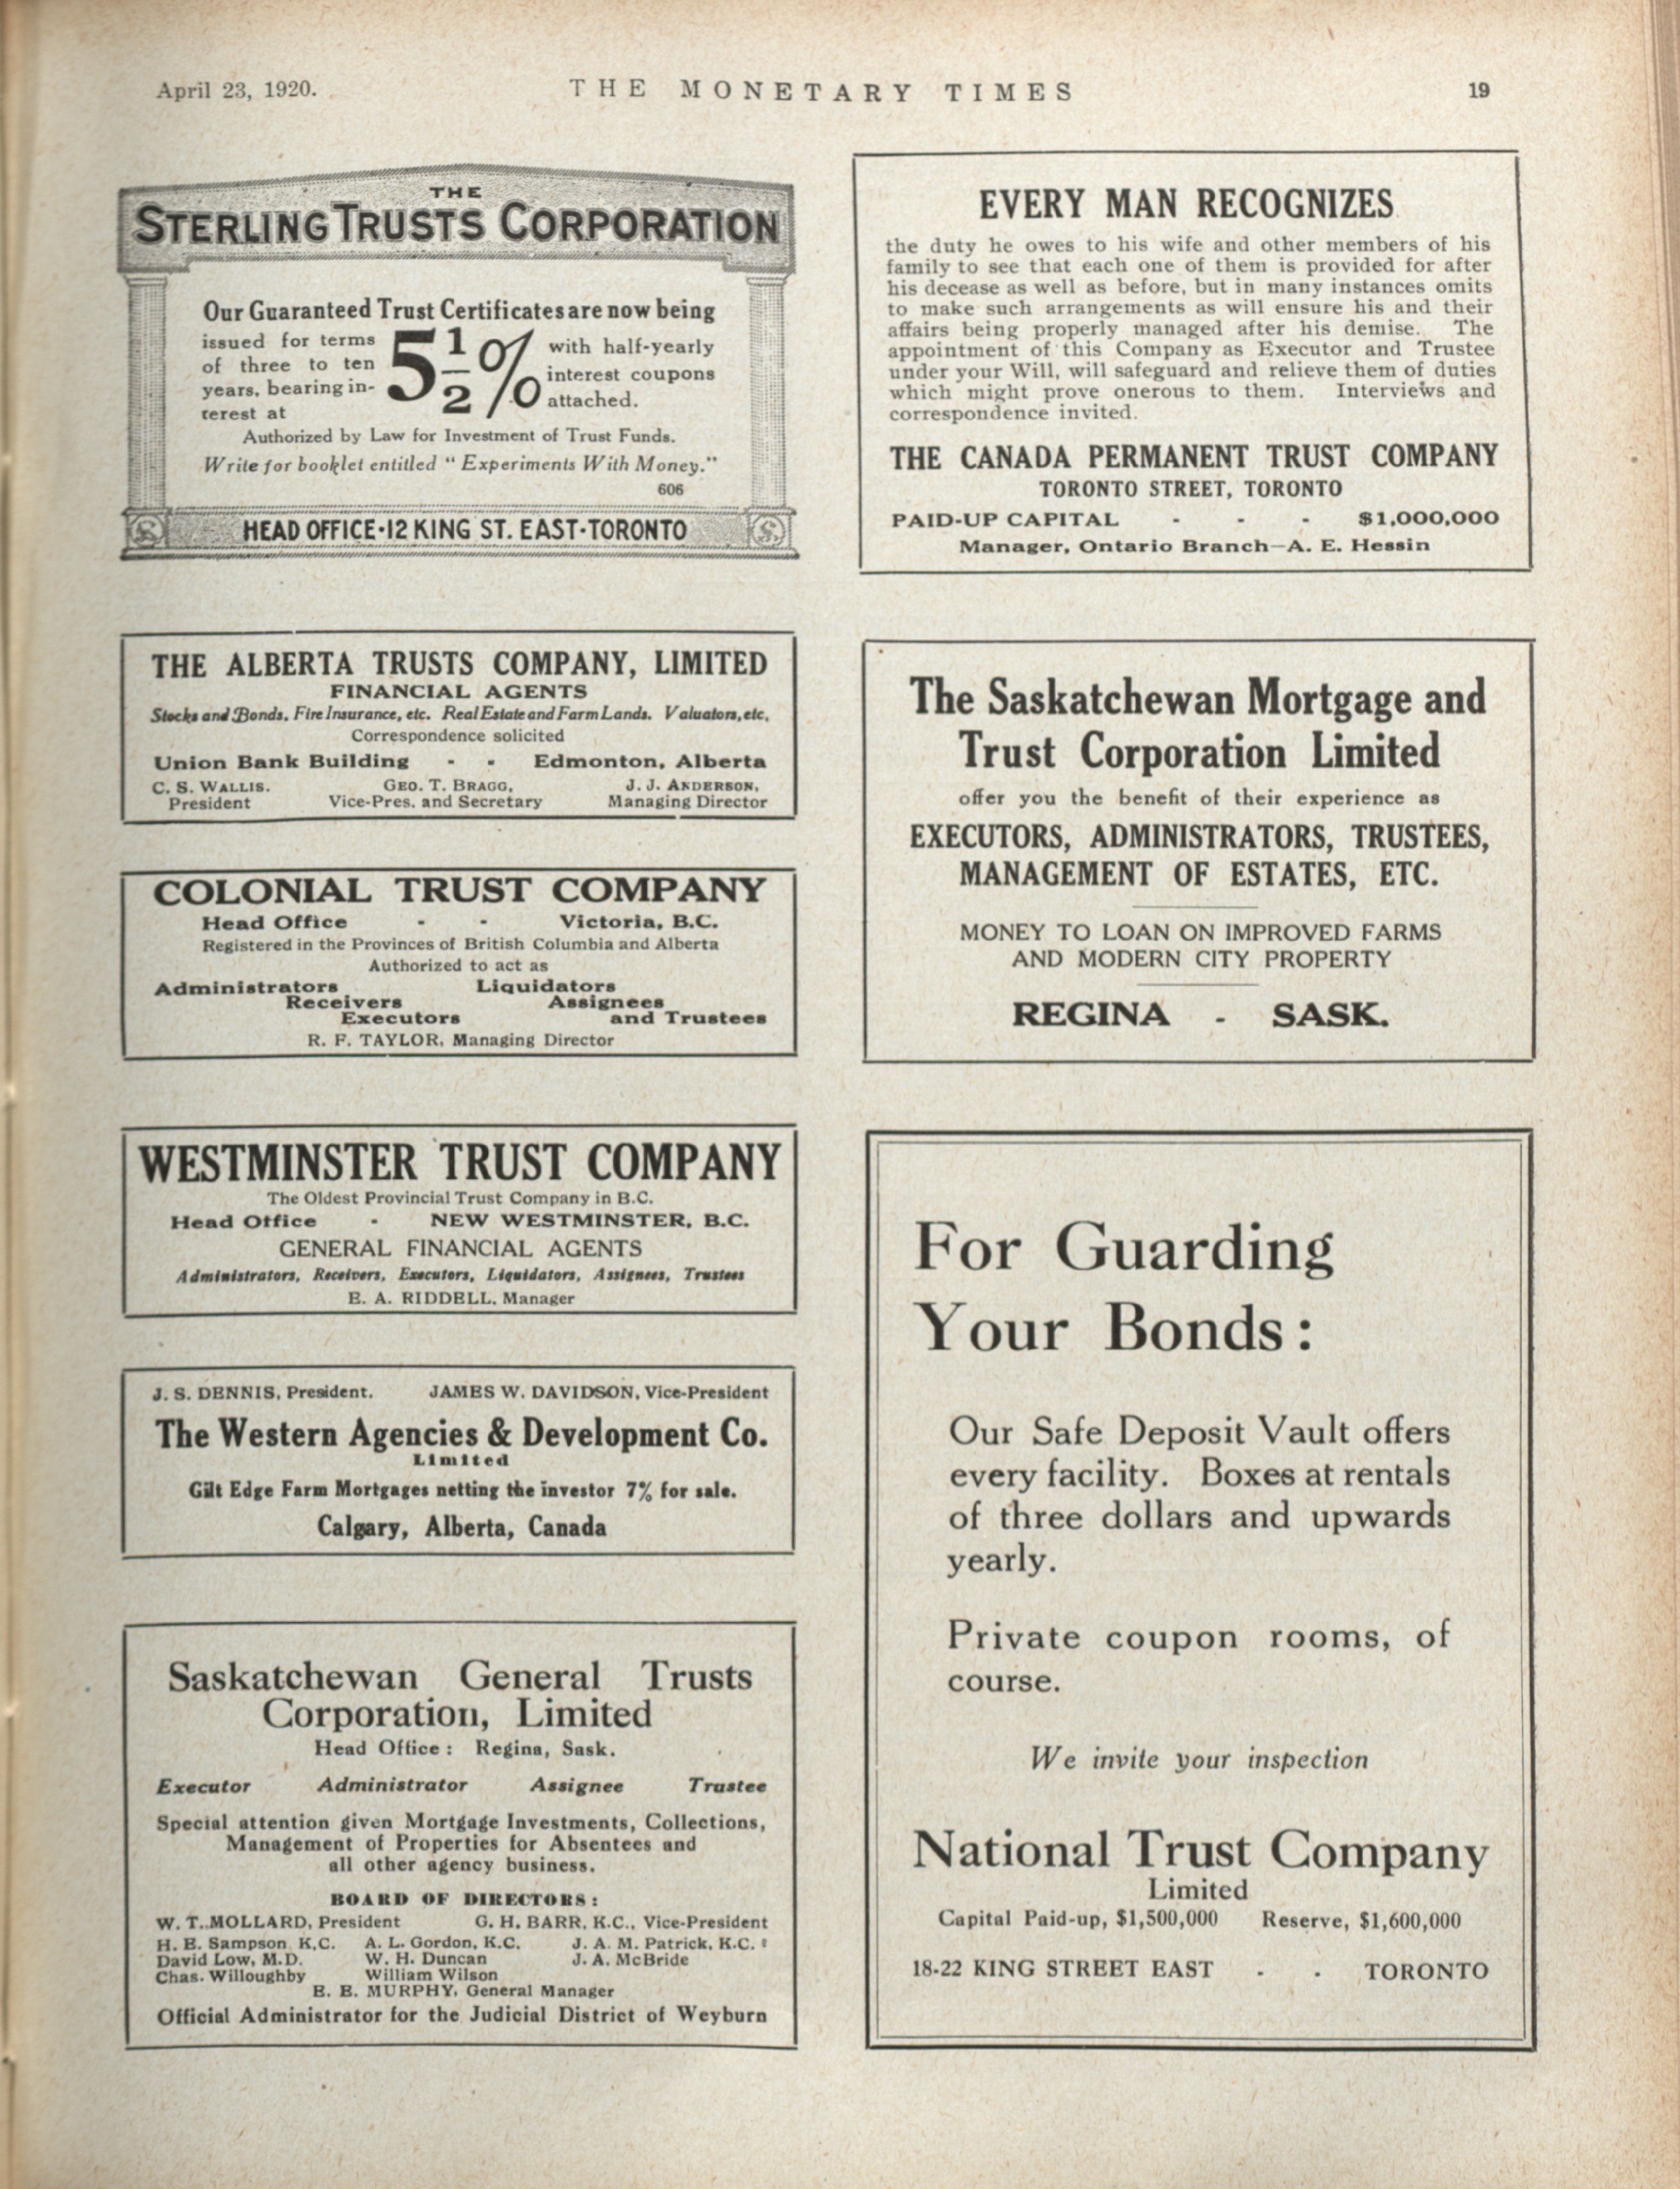 April 23, 1920.
THE MONETARY TIMES
19
THE
STERLING TRUSTS CORPORATION
Our Guaranteed Trust Certificates are now being
issued for terms
of three to ten
years, bearing in-
terest at
5½%
with half-yearly
interest coupons
attached.
Authorized by Law for Investment of Trust Funds.
Write for booklet entitled "Experiments With Money."
606
HEAD OFFICE-12 KING ST. EAST-TORONTO
THE ALBERTA TRUSTS COMPANY, LIMITED
FINANCIAL AGENTS
Stocks and Bonds. Fire Insurance, etc. Real Estate and Farm Lands. Valuators, etc.
Correspondence solicited
Union Bank Building - - Edmonton, Alberta
C. S. WALLIS. GEO. T. BRAGG, J. J. ANDERSON,
President Vice-Pres. and Secretary Managing Director
COLONIAL TRUST COMPANY
Head Office - - Victoria, B.C.
Registered in the Provinces of British Columbia and Alberta
Authorized to act as
Administrators Liquidators
Receivers Assignees
Executors and Trustees
R. F. TAYLOR, Managing Director
WESTMINSTER TRUST COMPANY
The Oldest Provincial Trust Company in B.C.
Head Office - NEW WESTMINSTER, B.C.
GENERAL FINANCIAL AGENTS
Administrators, Receivers, Executors, Liquidators, Assignees, Trustees
E. A. RIDDELL, Manager
J. S. DENNIS, President. JAMES W. DAVIDSON, Vice-President
The Western Agencies & Development Co.
Limited
Gilt Edge Farm Mortgages netting the investor 7% for sale.
Calgary, Alberta, Canada
Saskatchewan General Trusts
Corporation, Limited
Head Office: Regina, Sask.
Executor Administrator Assignee Trustee
Special attention given Mortgage Investments, Collections,
Management of Properties for Absentees and
all other agency business.
BOARD OF DIRECTORS:
W. T. MOLLARD, President G. H. BARR, K.C., Vice-President
H. E. Sampson K.C. A. L. Gordon, K.C. J. A. M. Patrick, K.C.
David Low, M.D. W. H. Duncan J. A. McBride
Chas. Willoughby William Wilson
E. E. MURPHY, General Manager
Official Administrator for the Judicial District of Weyburn
EVERY MAN RECOGNIZES
the duty he owes to his wife and other members of his
family to see that each one of them is provided for after
his decease as well as before, but in many instances omits
to make such arrangements as will ensure his and their
affairs being properly managed after his demise. The
appointment of this Company as Executor and Trustee
under your Will, will safeguard and relieve them of duties
which might prove onerous to them. Interviews and
correspondence invited.
THE CANADA PERMANENT TRUST COMPANY
TORONTO STREET, TORONTO
PAID-UP CAPITAL - - - $1,000,000
Manager, Ontario Branch—A. E. Hessin
The Saskatchewan Mortgage and
Trust Corporation Limited
offer you the benefit of their experience as
EXECUTORS, ADMINISTRATORS, TRUSTEES,
MANAGEMENT OF ESTATES, ETC.
MONEY TO LOAN ON IMPROVED FARMS
AND MODERN CITY PROPERTY
REGINA - SASK.
For Guarding
Your Bonds:
Our Safe Deposit Vault offers
every facility. Boxes at rentals
of three dollars and upwards
yearly.
Private coupon rooms, of
course.
We invite your inspection
National Trust Company
Limited
Capital Paid-up, $1,500,000 Reserve, $1,600,000
18-22 KING STREET EAST - - TORONTO